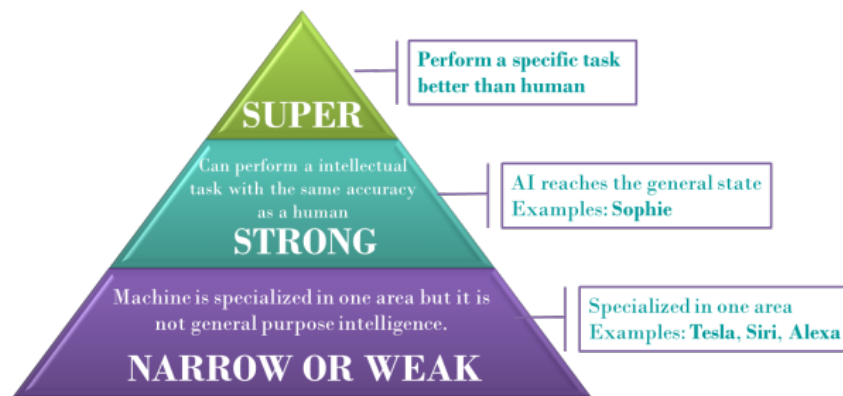 Perform a specific task
better than human
SUPER
Can perform a intellectual
task with the same accuracy
as a human
STRONG
AI reaches the general state
Examples: Sophie
Machine is specialized in one area but it is
not general purpose intelligence.
NARROW OR WEAK
Specialized in one area
Examples: Tesla, Siri, Alexa